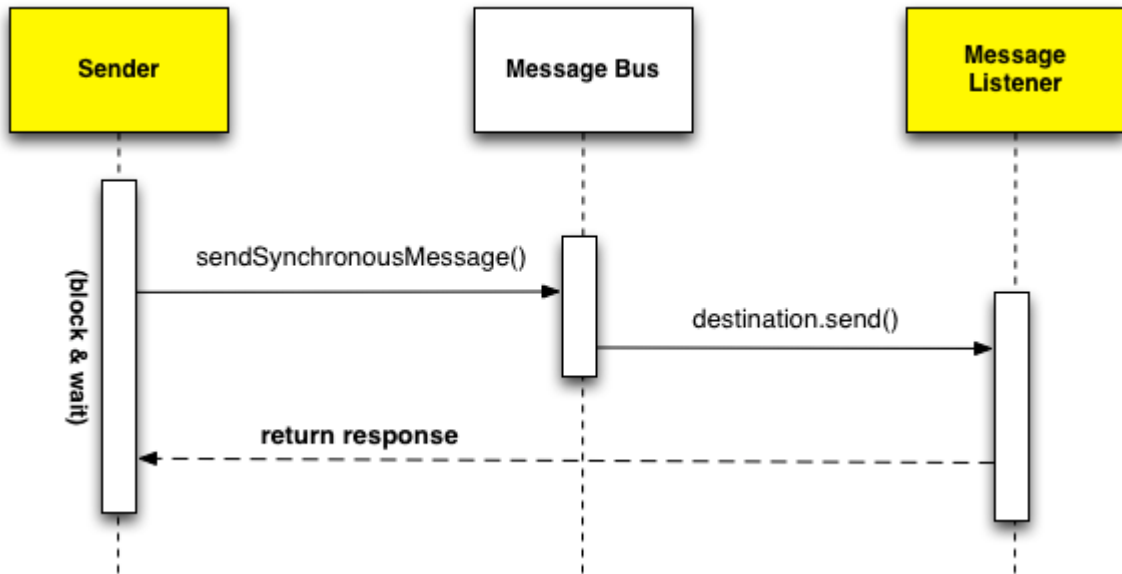 Sender
Message Bus
Message
Listener
sendSynchronousMessage()
destination.send()
(block & wait)
return response